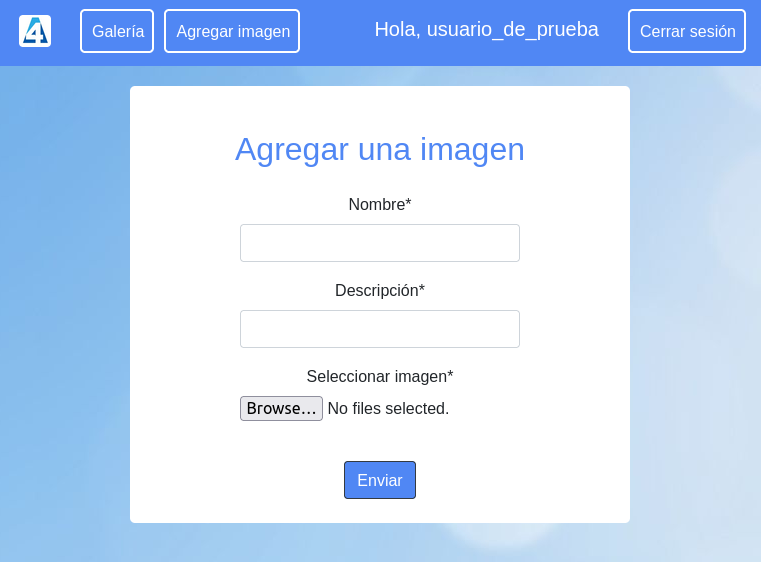 4 Galería Agregar imagen Hola, usuario_de_prueba Cerrar sesión
Agregar una imagen
Nombre*
Descripción*
Seleccionar imagen*
Browse... No files selected.
Enviar